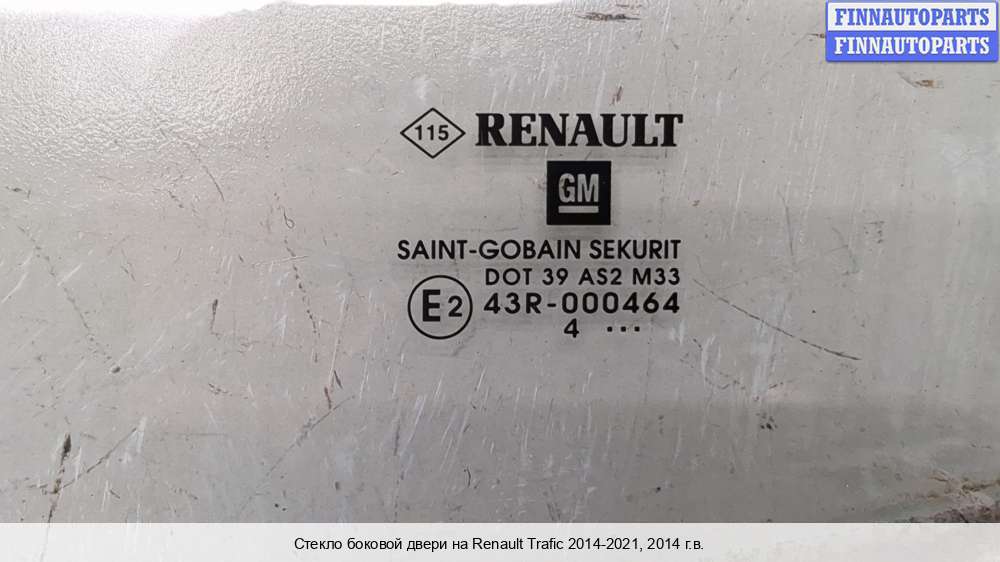 FINNAUTOPARTS
FINNAUTOPARTS
115 RENAULT
GM
SAINT-GOBAIN SEKURIT
DOT 39 AS2 M33
E2 43R-000464
4 ...
Стекло боковой двери на Renault Trafic 2014-2021, 2014 г.в.